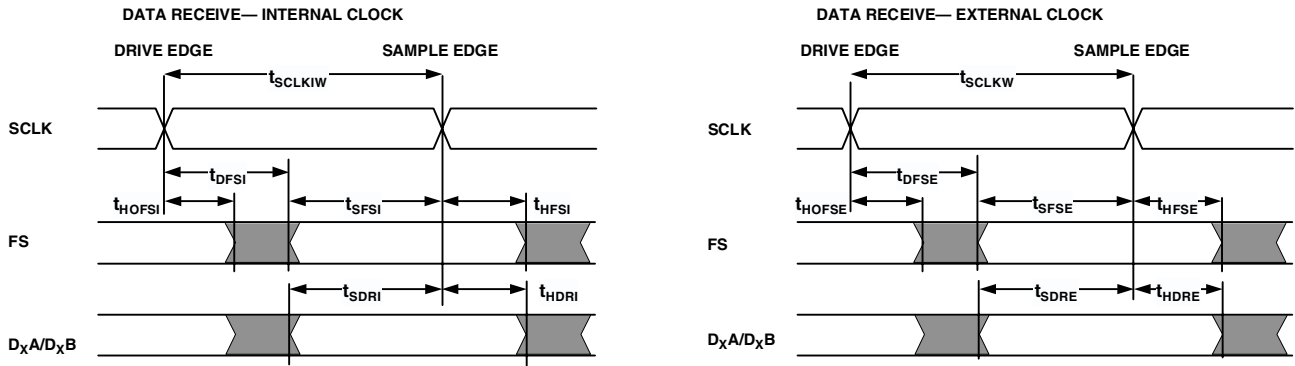 DATA RECEIVE— INTERNAL CLOCK
DRIVE EDGE
SAMPLE EDGE
tSCLKIW
SCLK
tDFSI
tHOFSI
tSFSI
tHFSI
FS
tSDRI
tHDRI
DXA/DXB
DATA RECEIVE— EXTERNAL CLOCK
DRIVE EDGE
SAMPLE EDGE
tSCLKW
SCLK
tDFSE
tHOFSE
tSFSE
tHFSE
FS
tSDRE
tHDRE
DXA/DXB